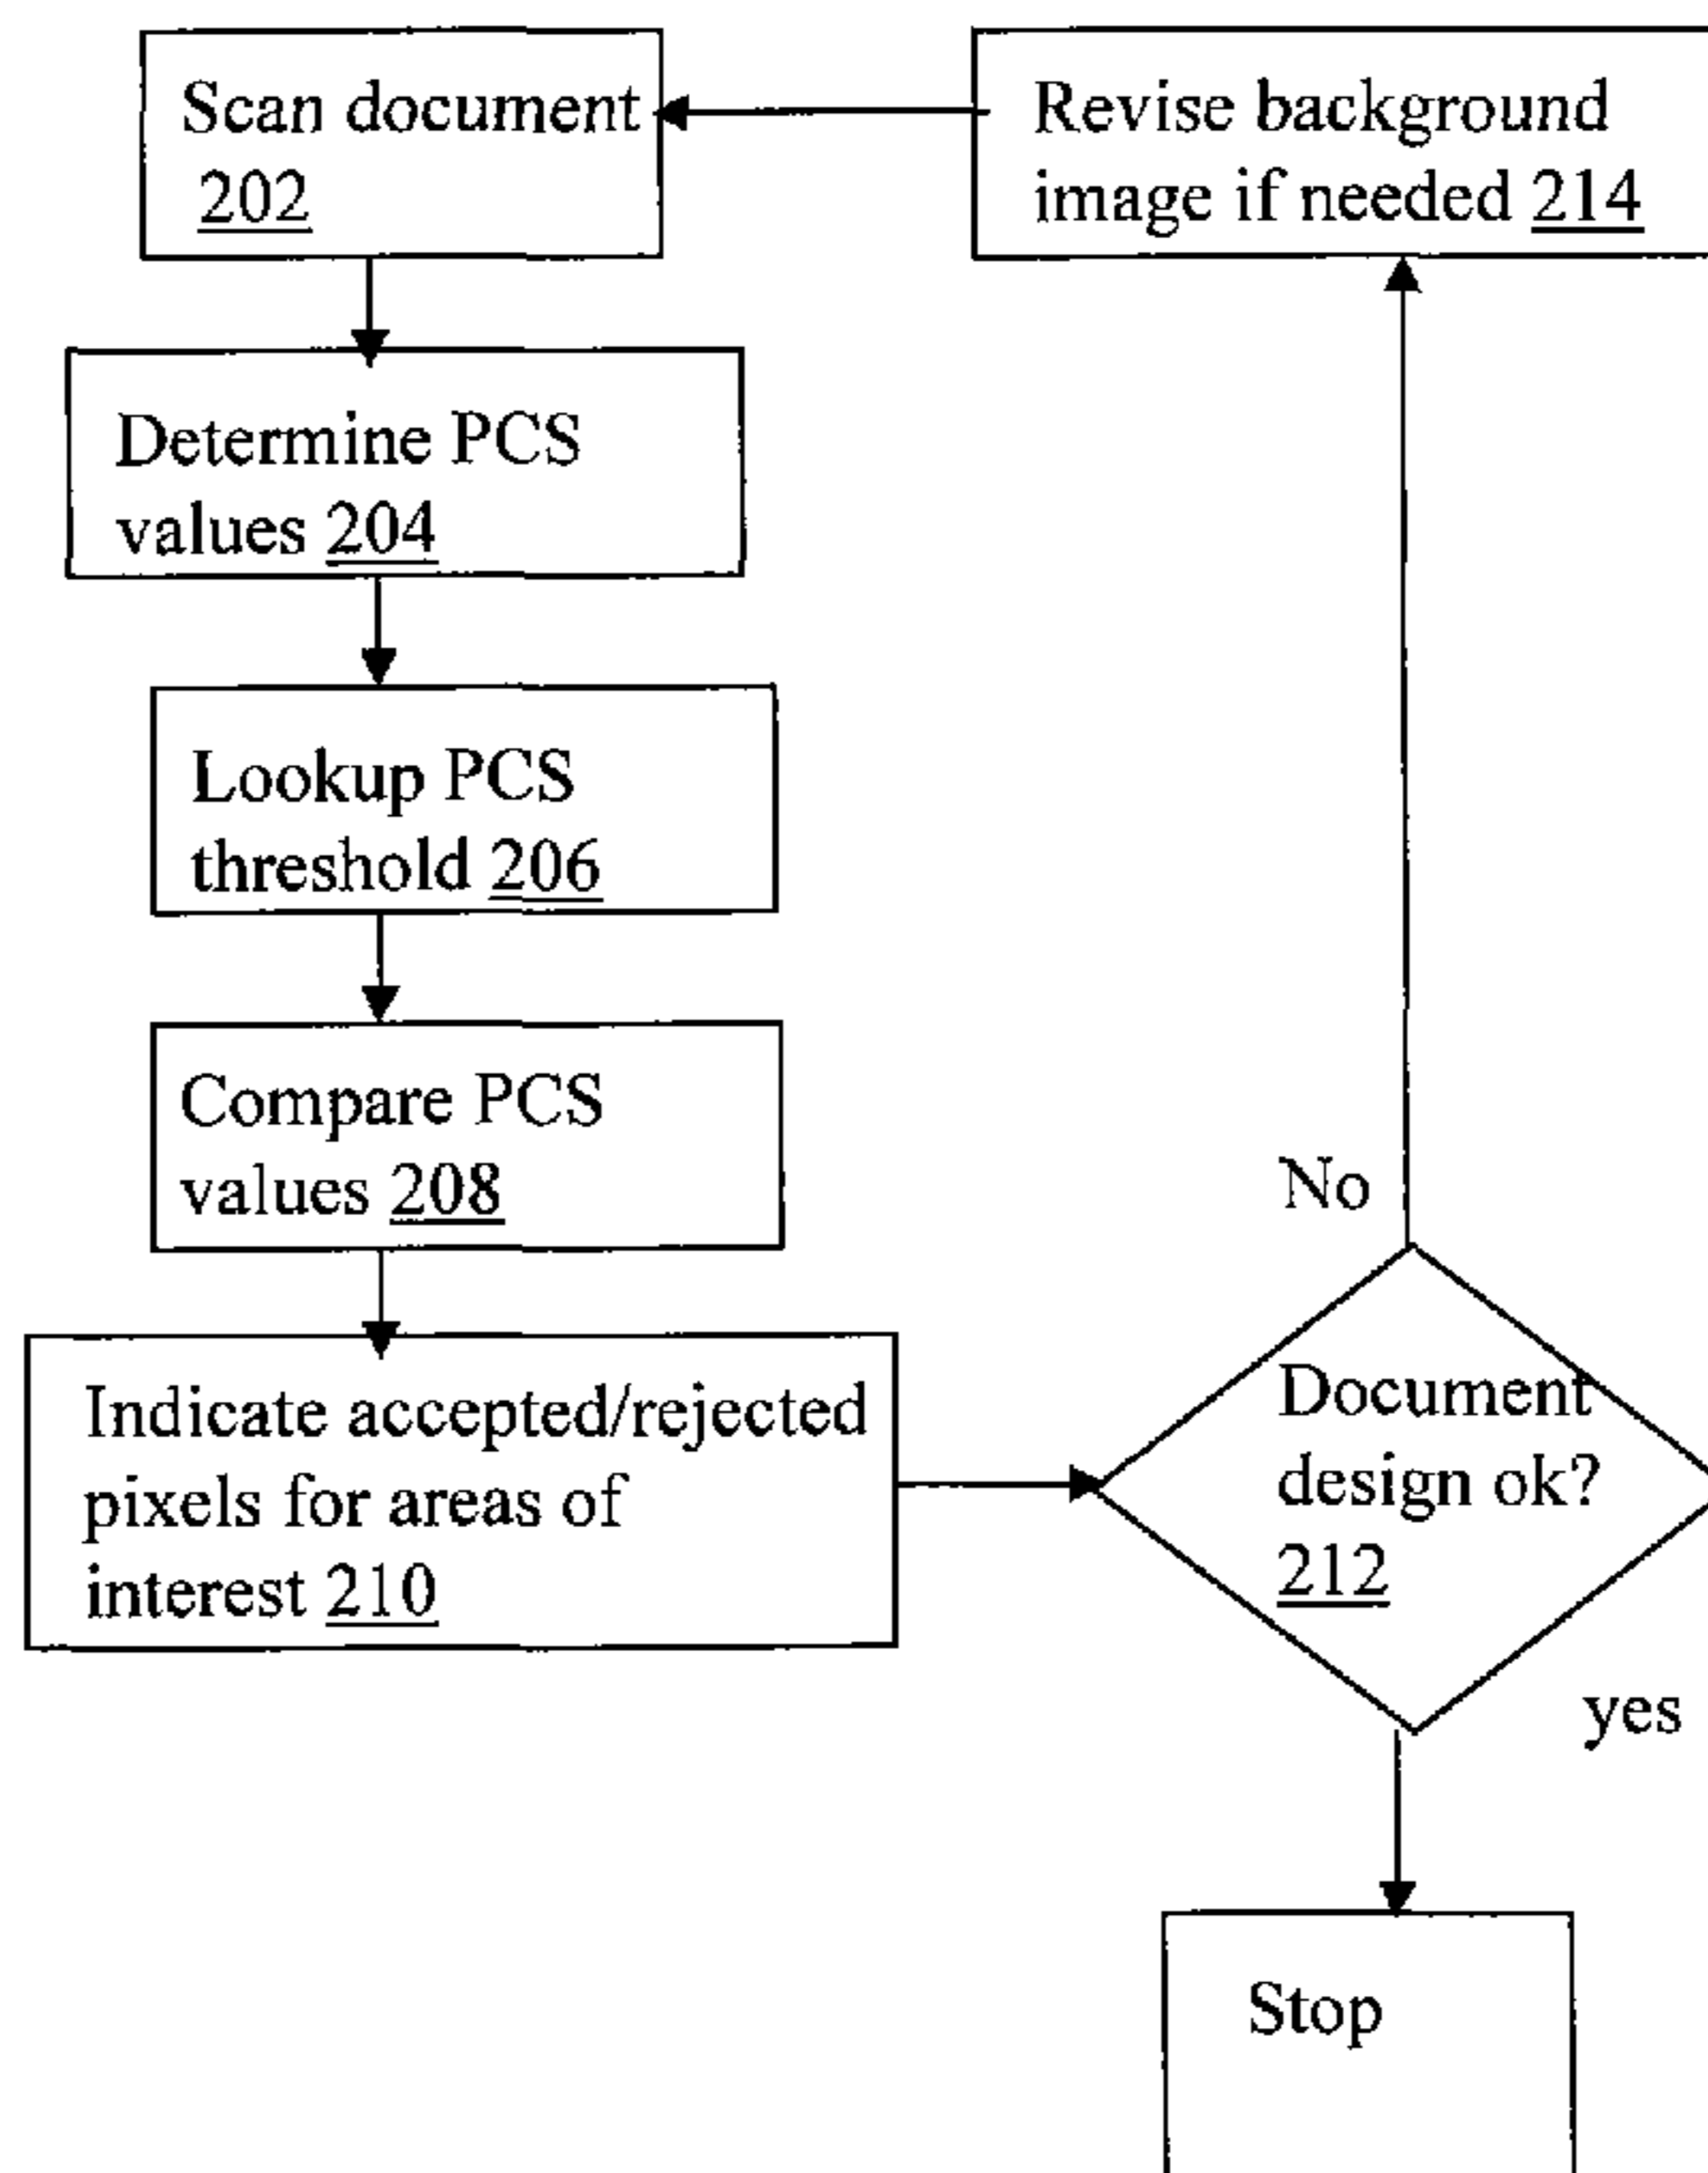 Scan document
202
Revise background
image if needed 214
Determine PCS
values 204
Lookup PCS
threshold 206
Compare PCS
values 208
No
Indicate accepted/rejected
pixels for areas of
interest 210
Document
design ok?
212
yes
Stop